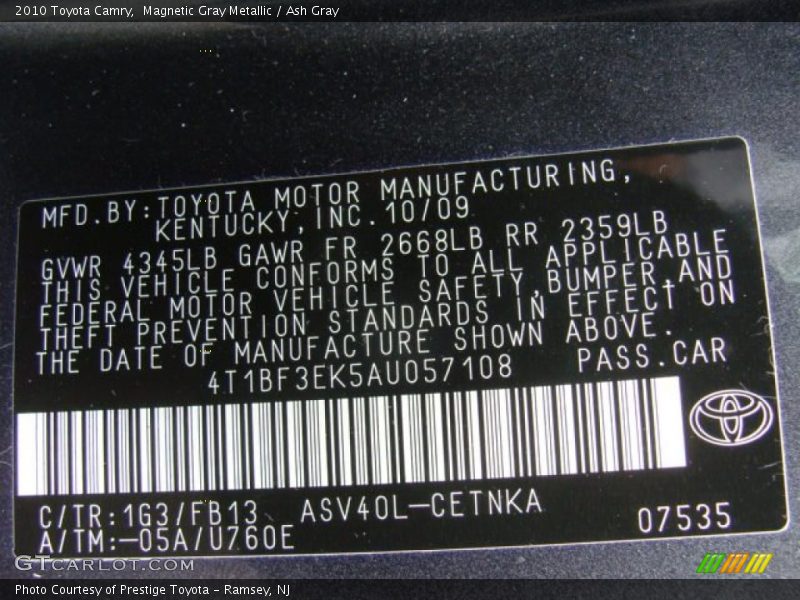 2010 Toyota Camry,  Magnetic Gray Metallic / Ash Gray
MFD.BY:TOYOTA MOTOR MANUFACTURING,
KENTUCKY,INC.10/09
GVWR 4345LB GAWR FR 2668LB RR 2359LB
THIS VEHICLE CONFORMS TO ALL APPLICABLE
FEDERAL MOTOR VEHICLE SAFETY,BUMPER,AND
THEFT PREVENTION STANDARDS IN EFFECT ON
THE DATE OF MANUFACTURE SHOWN ABOVE.
4T1BF3EK5AU057108 PASS.CAR
C/TR:1G3/FB13 ASV40L-CETNKA
A/TM:-05A/U760E 07535
GTCARLOT.COM
Photo Courtesy of Prestige Toyota - Ramsey, NJ